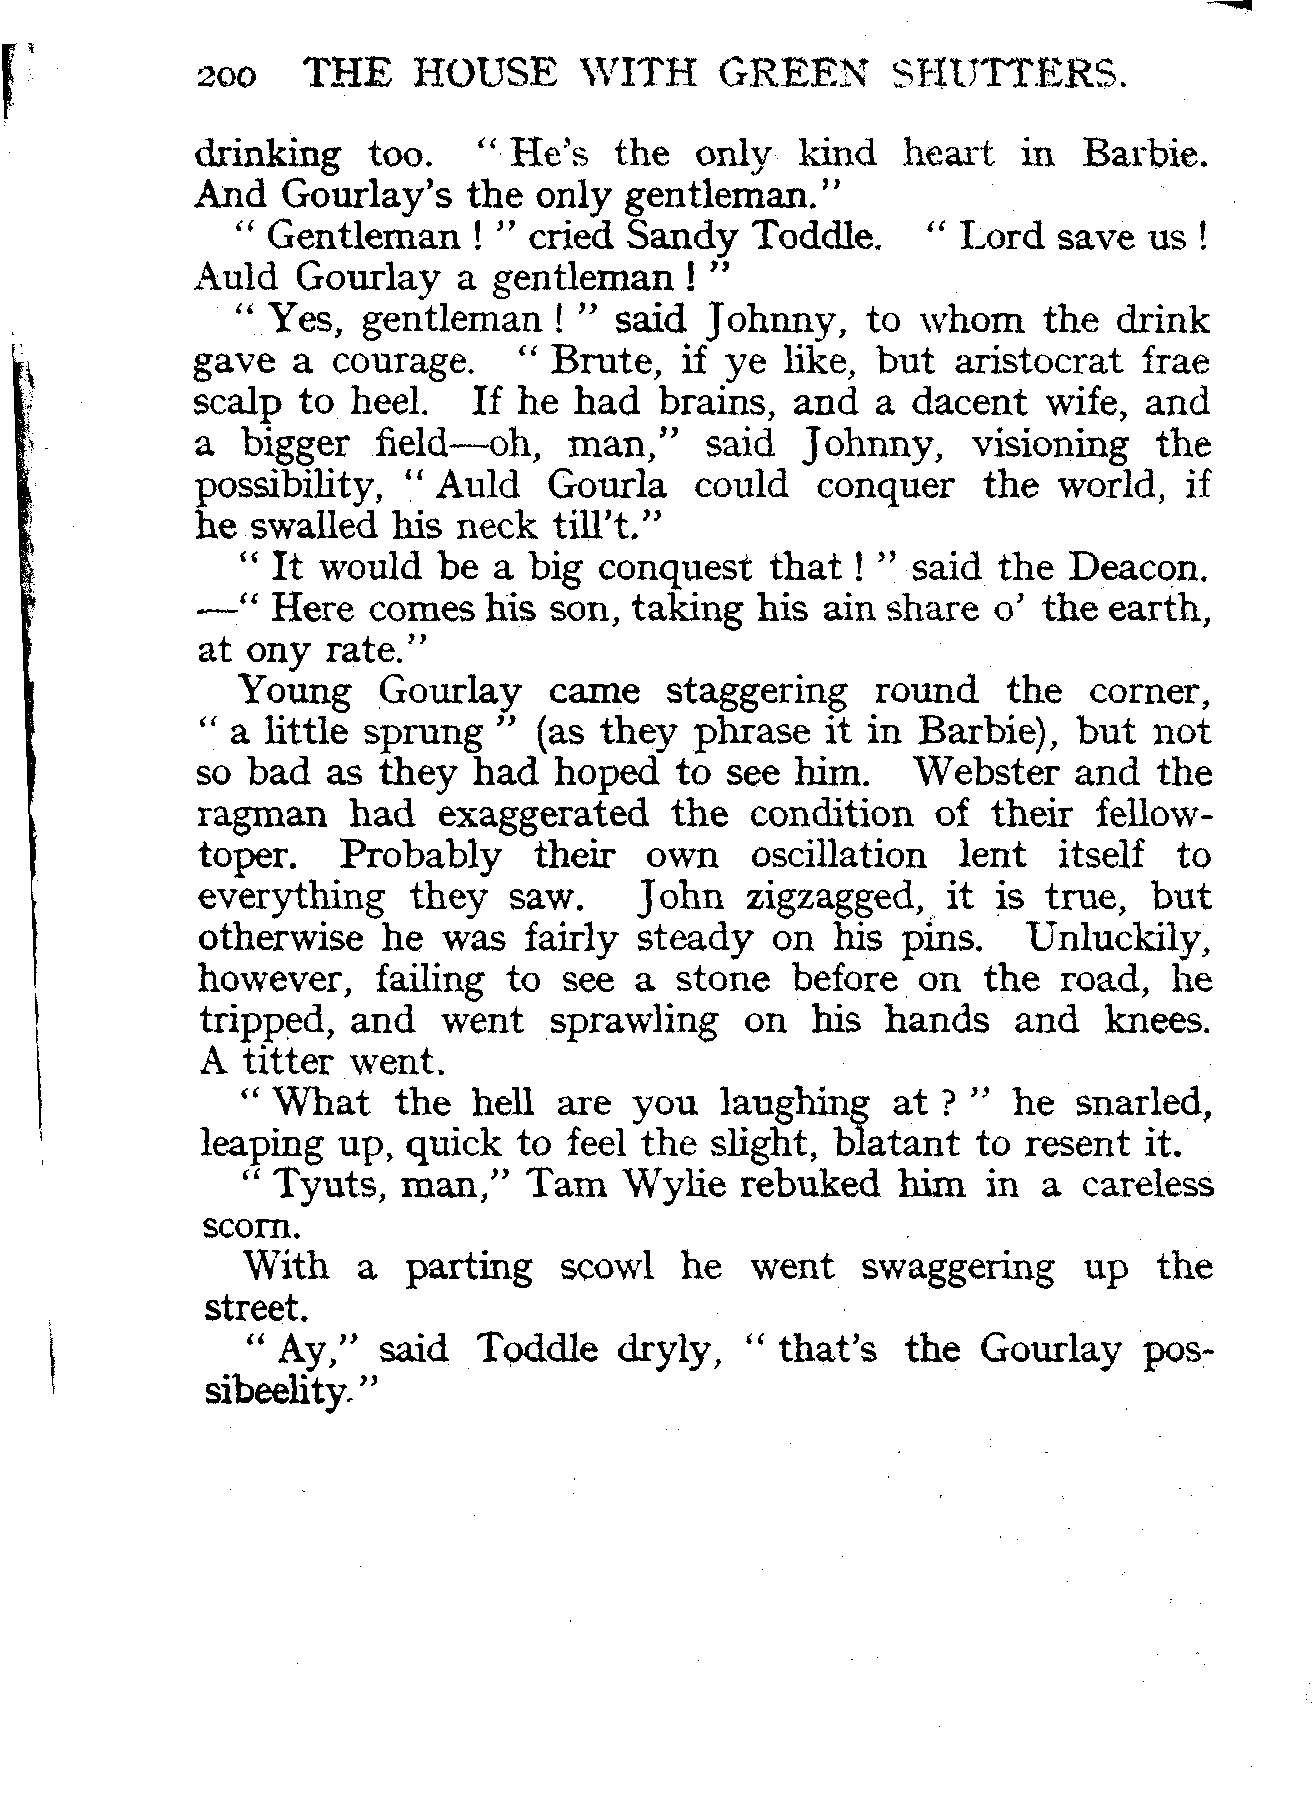 200 THE HOUSE WITH GREEN SHUTTERS.
drinking too. "He's the only kind heart in Barbie.
And Gourlay's the only gentleman."
"Gentleman!" cried Sandy Toddle. "Lord save us!
Auld Gourlay a gentleman!"
"Yes, gentleman!" said Johnny, to whom the drink
gave a courage. "Brute, if ye like, but aristocrat frae
scalp to heel. If he had brains, and a dacent wife, and
a bigger field—oh, man," said Johnny, visioning the
possibility, "Auld Gourla could conquer the world, if
he swalled his neck till't."
"It would be a big conquest that!" said the Deacon.
—"Here comes his son, taking his ain share o' the earth,
at ony rate."
Young Gourlay came staggering round the corner,
"a little sprung" (as they phrase it in Barbie), but not
so bad as they had hoped to see him. Webster and the
ragman had exaggerated the condition of their fellow-
toper. Probably their own oscillation lent itself to
everything they saw. John zigzagged, it is true, but
otherwise he was fairly steady on his pins. Unluckily,
however, failing to see a stone before on the road, he
tripped, and went sprawling on his hands and knees.
A titter went.
"What the hell are you laughing at?" he snarled,
leaping up, quick to feel the slight, blatant to resent it.
"Tyuts, man," Tam Wylie rebuked him in a careless
scorn.
With a parting scowl he went swaggering up the
street.
"Ay," said Toddle dryly, "that's the Gourlay pos-
sibeelity."